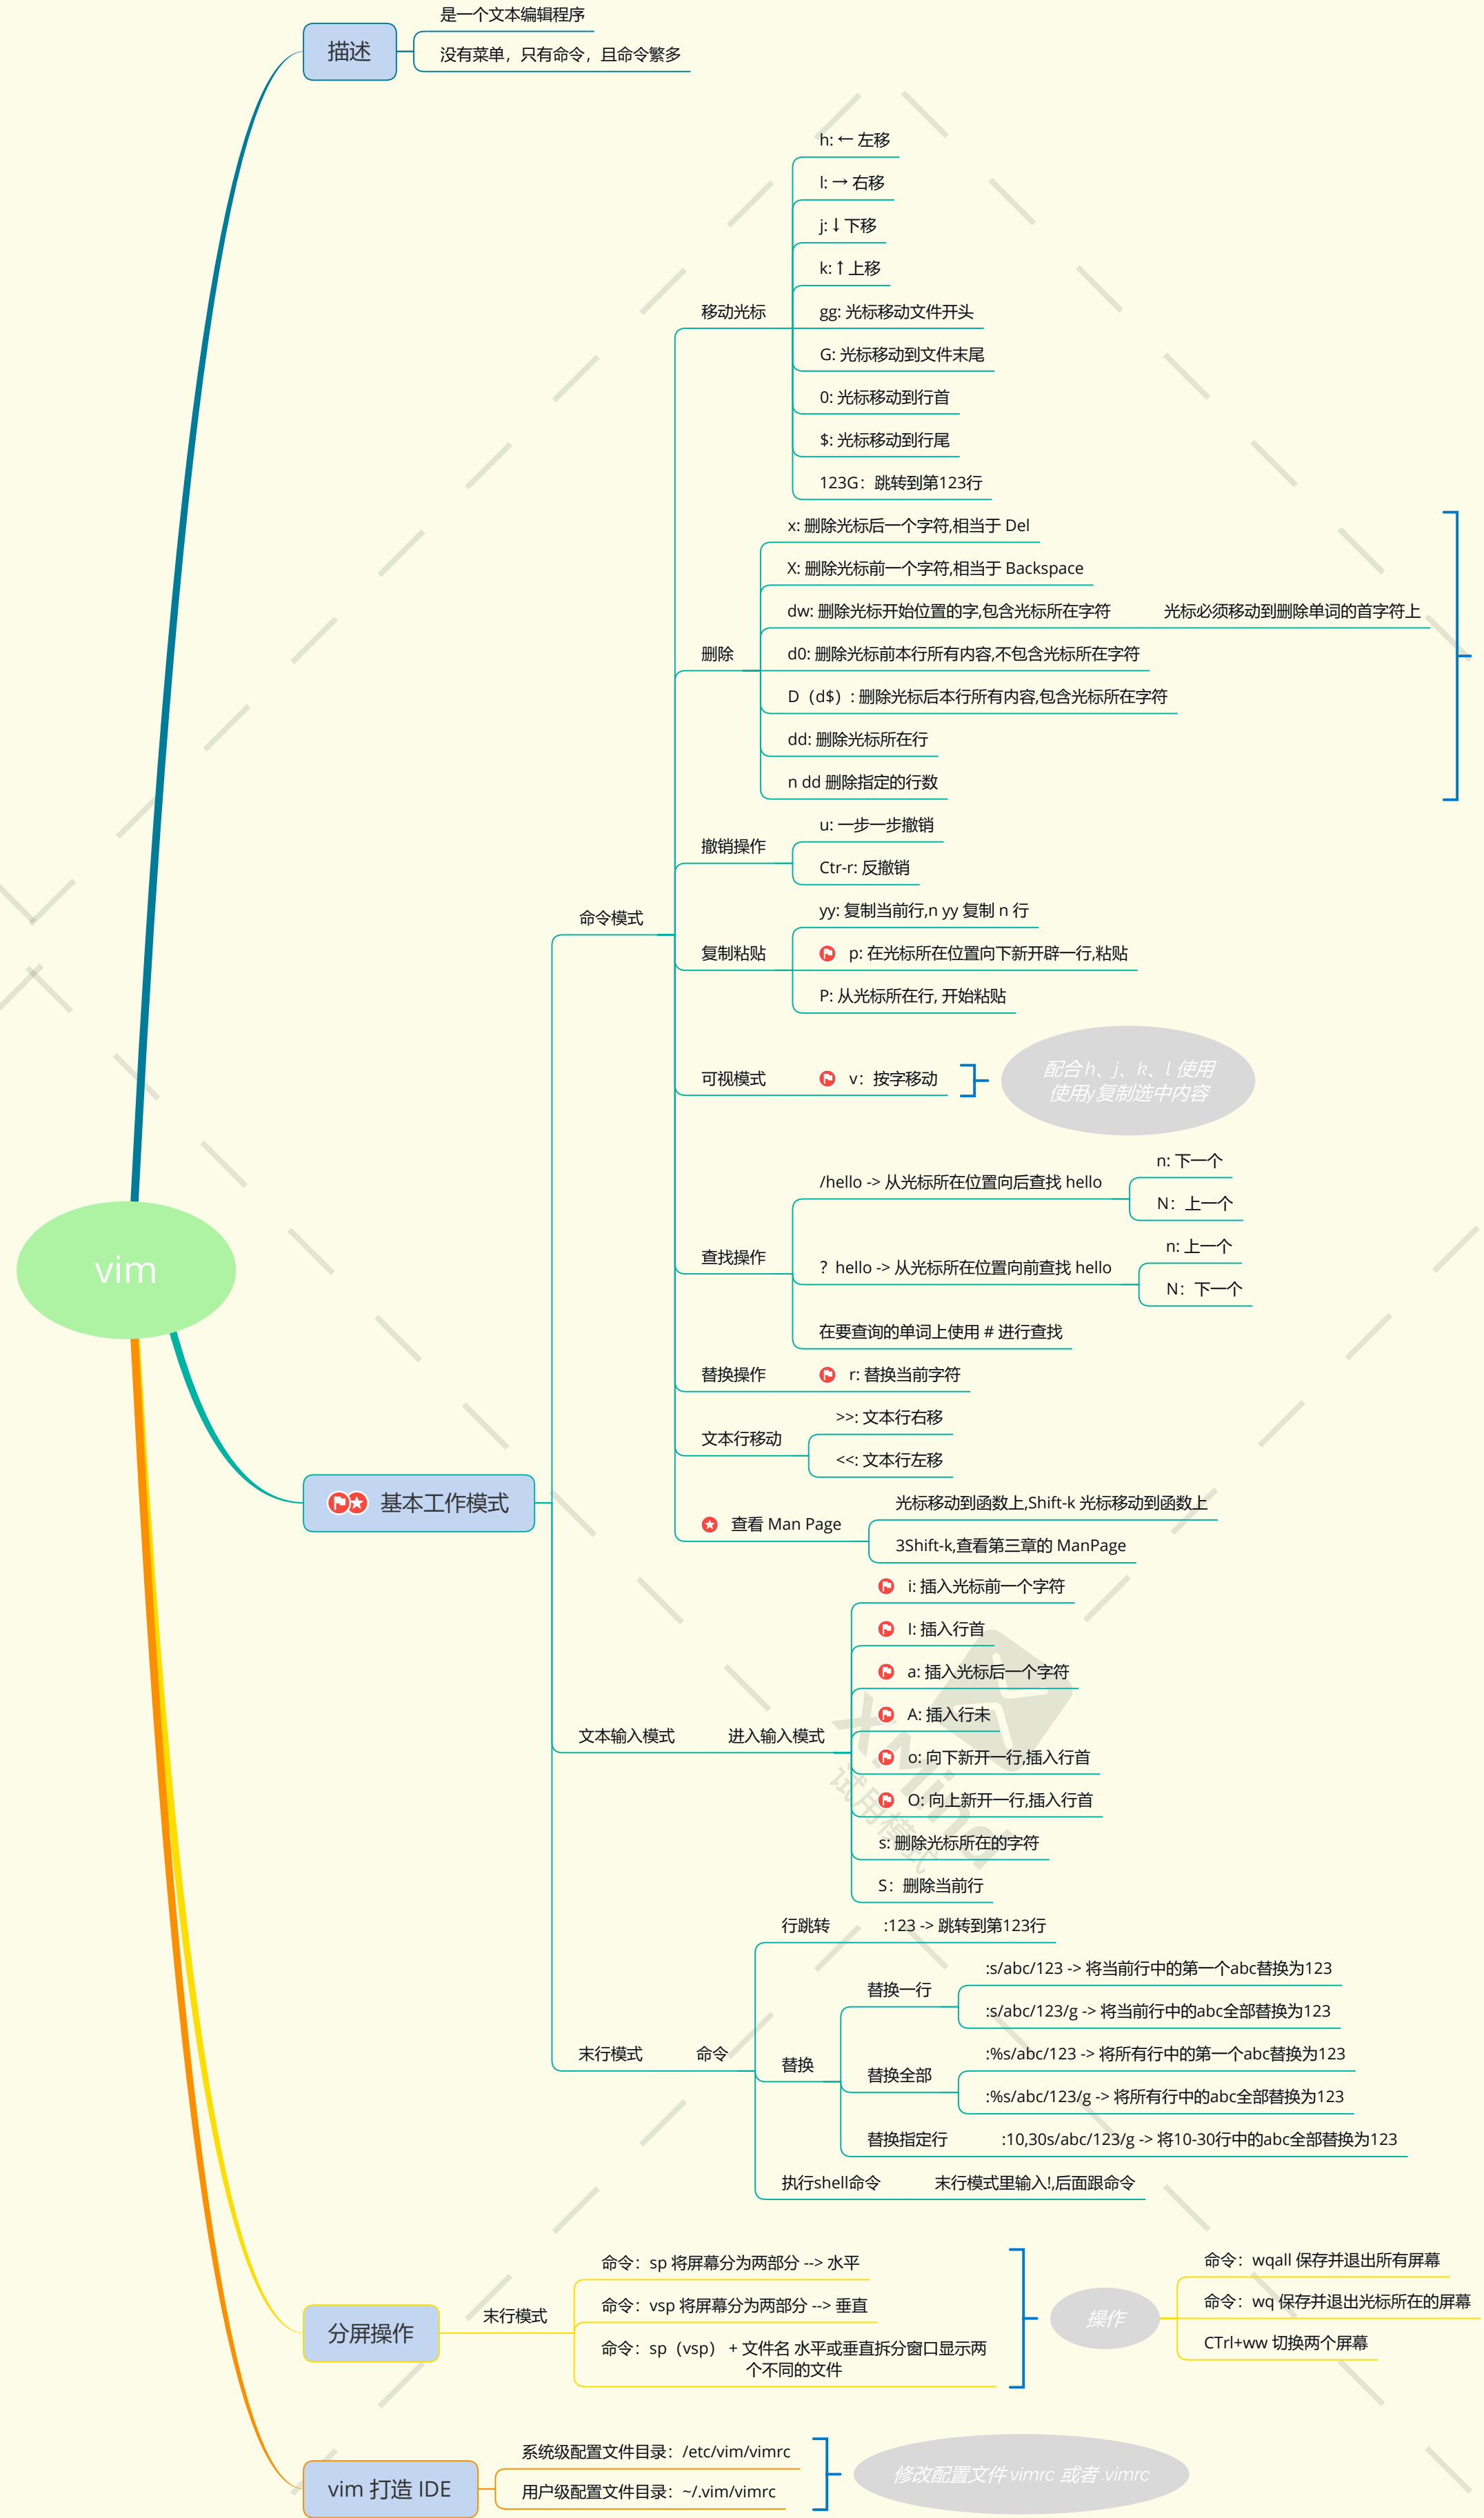 vim
描述
是一个文本编辑程序
没有菜单，只有命令，且命令繁多
基本工作模式
命令模式
移动光标
h: ← 左移
l: → 右移
j: ↓ 下移
k: ↑ 上移
gg: 光标移动文件开头
G: 光标移动到文件末尾
0: 光标移动到行首
$: 光标移动到行尾
123G：跳转到第123行
删除
x: 删除光标后一个字符,相当于 Del
X: 删除光标前一个字符,相当于 Backspace
dw: 删除光标开始位置的字,包含光标所在字符
光标必须移动到删除单词的首字符上
d0: 删除光标前本行所有内容,不包含光标所在字符
D（d$）: 删除光标后本行所有内容,包含光标所在字符
dd: 删除光标所在行
n dd 删除指定的行数
撤销操作
u: 一步一步撤销
Ctr-r: 反撤销
复制粘贴
yy: 复制当前行,n yy 复制 n 行
p: 在光标所在位置向下新开辟一行,粘贴
P: 从光标所在行, 开始粘贴
可视模式
v：按字移动
配合 h、j、k、l 使用
使用y复制选中内容
查找操作
/hello -> 从光标所在位置向后查找 hello
n: 下一个
N：上一个
？hello -> 从光标所在位置向前查找 hello
n: 上一个
N：下一个
在要查询的单词上使用 # 进行查找
替换操作
r: 替换当前字符
文本行移动
>>: 文本行右移
<<: 文本行左移
查看 Man Page
光标移动到函数上,Shift-k 光标移动到函数上
3Shift-k,查看第三章的 ManPage
文本输入模式
进入输入模式
i: 插入光标前一个字符
I: 插入行首
a: 插入光标后一个字符
A: 插入行未
o: 向下新开一行,插入行首
O: 向上新开一行,插入行首
s: 删除光标所在的字符
S：删除当前行
末行模式
命令
行跳转
:123 -> 跳转到第123行
替换
替换一行
:s/abc/123 -> 将当前行中的第一个abc替换为123
:s/abc/123/g -> 将当前行中的abc全部替换为123
替换全部
:%s/abc/123 -> 将所有行中的第一个abc替换为123
:%s/abc/123/g -> 将所有行中的abc全部替换为123
替换指定行
:10,30s/abc/123/g -> 将10-30行中的abc全部替换为123
执行shell命令
末行模式里输入!,后面跟命令
分屏操作
末行模式
命令：sp 将屏幕分为两部分 --> 水平
命令：vsp 将屏幕分为两部分 --> 垂直
命令：sp（vsp） + 文件名 水平或垂直拆分窗口显示两
个不同的文件
操作
命令：wqall 保存并退出所有屏幕
命令：wq 保存并退出光标所在的屏幕
CTrl+ww 切换两个屏幕
vim 打造 IDE
系统级配置文件目录：/etc/vim/vimrc
用户级配置文件目录：~/.vim/vimrc
修改配置文件 vimrc 或者 .vimrc
XMind
试用模式